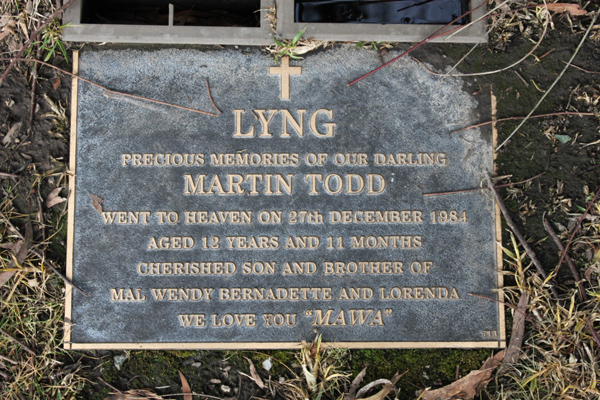 LYNG
PRECIOUS MEMORIES OF OUR DARLING
MARTIN TODD
WENT TO HEAVEN ON 27th DECEMBER 1984
AGED 12 YEARS AND 11 MONTHS
CHERISHED SON AND BROTHER OF
MAL WENDY BERNADETTE AND LORENDA
WE LOVE YOU "MAWA"